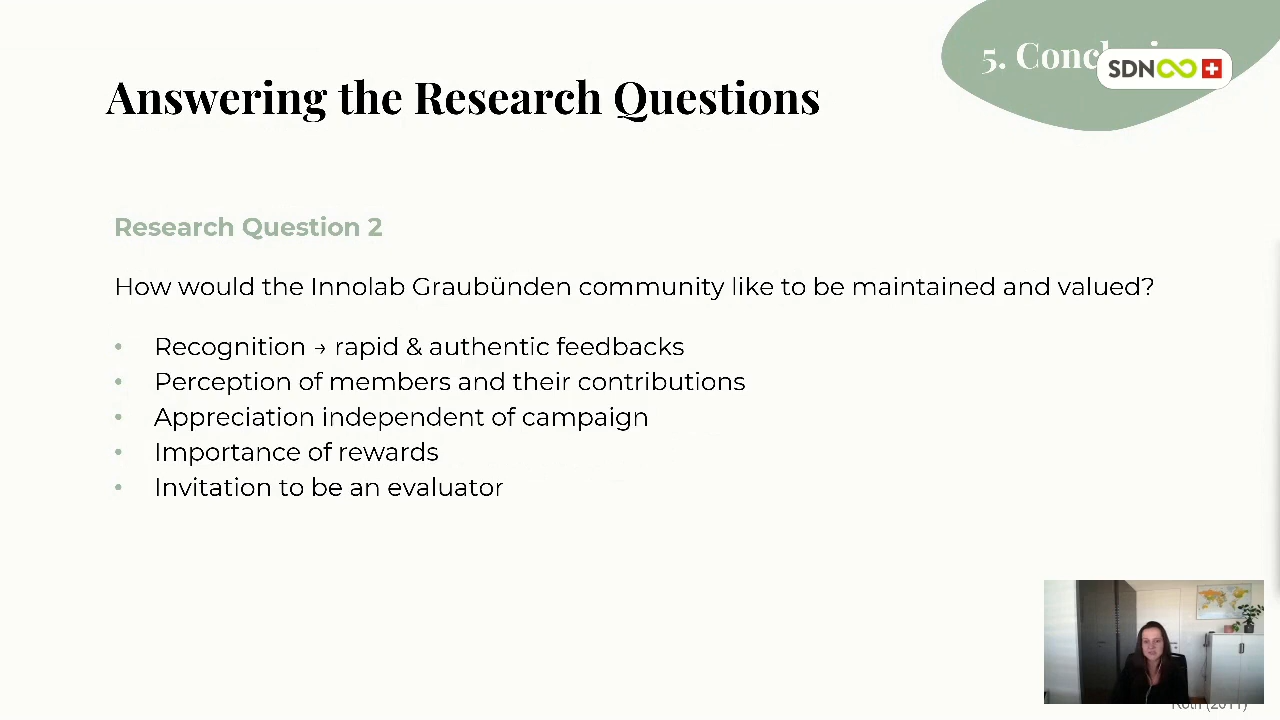 5. Conc
SDN
Answering the Research Questions
Research Question 2
How would the Innolab Graubünden community like to be maintained and valued?
• Recognition → rapid & authentic feedbacks
• Perception of members and their contributions
• Appreciation independent of campaign
• Importance of rewards
• Invitation to be an evaluator